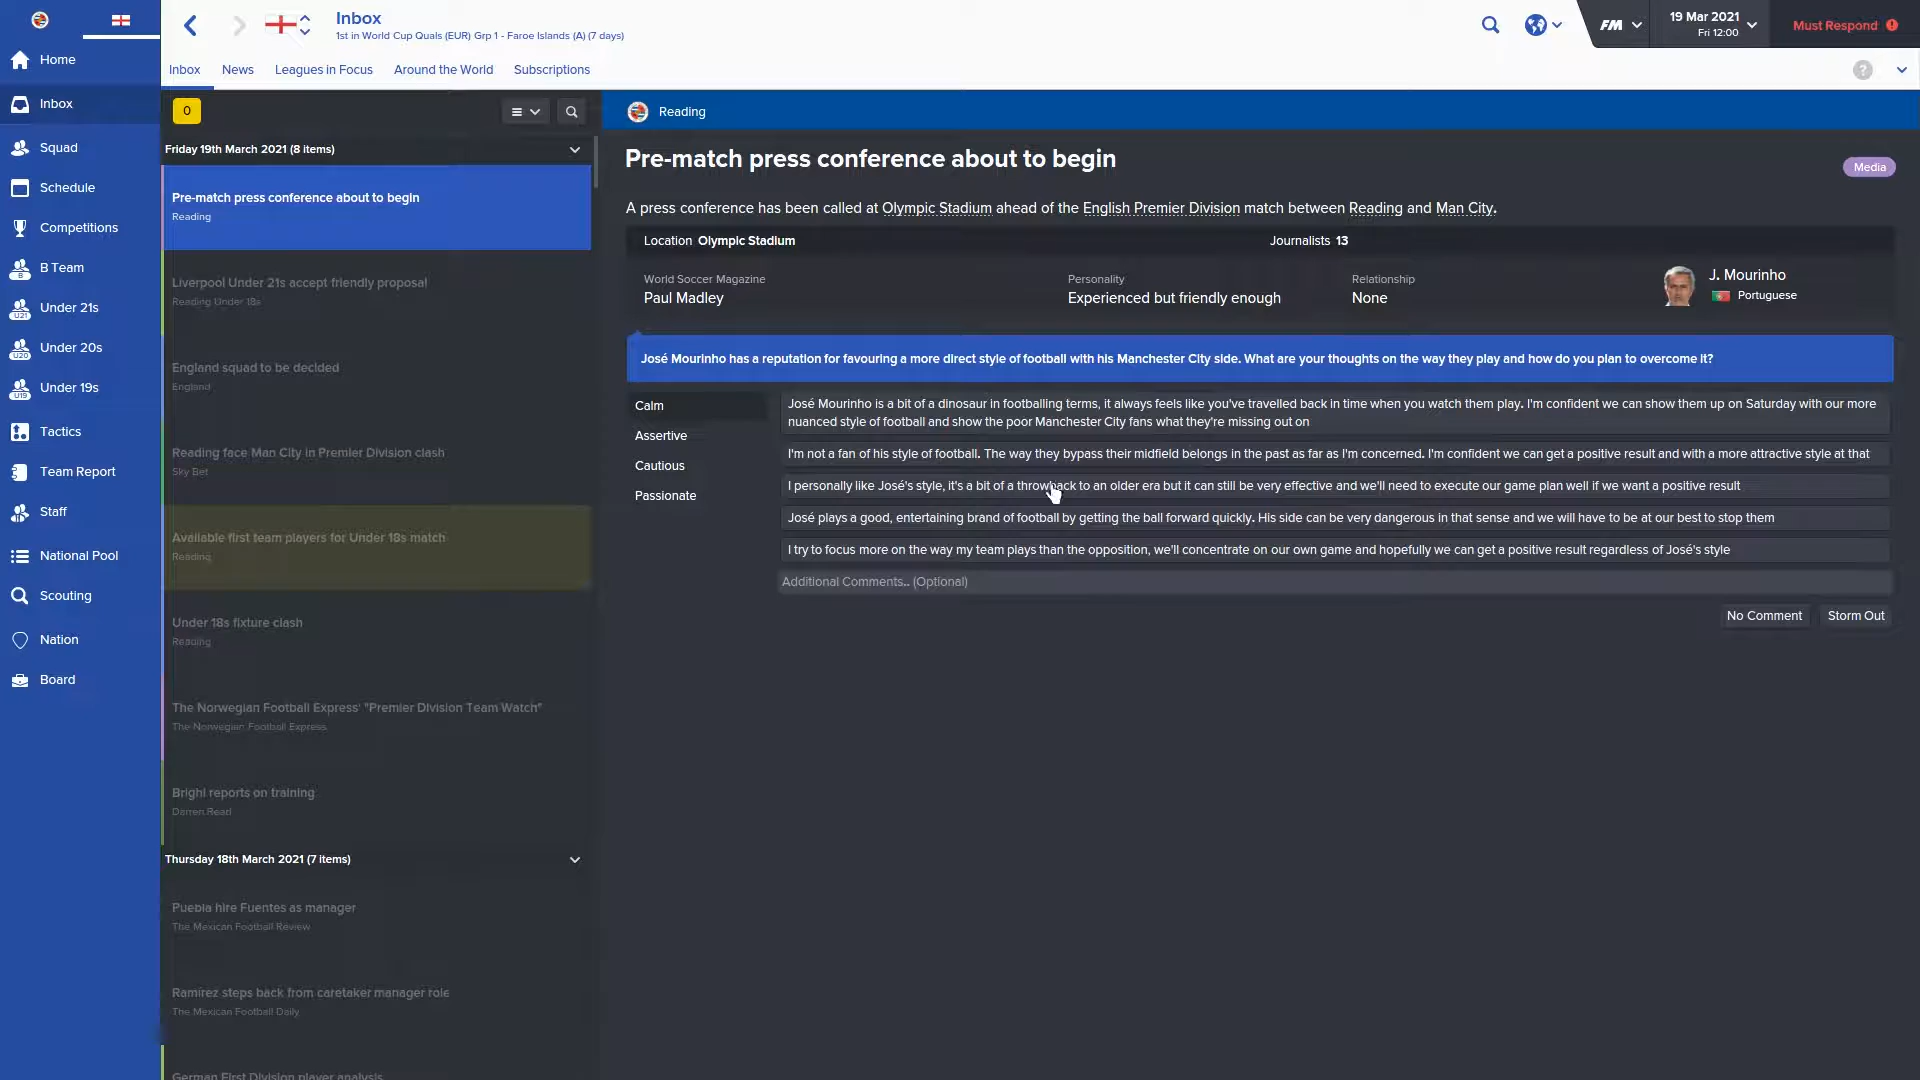 Inbox
1st in World Cup Quals (EUR) Grp 1 - Faroe Islands (A) (7 days)
FM
19 Mar 2021
Fri 12:00
Must Respond
Home
Inbox
Squad
Schedule
Competitions
B Team
Under 21s
Under 20s
Under 19s
Tactics
Team Report
Staff
National Pool
Scouting
Nation
Board
B
U21
U20
U19
Inbox
News
Leagues in Focus
Around the World
Subscriptions
?
0
Friday 19th March 2021 (8 items)
Pre-match press conference about to begin
Reading
Liverpool Under 21s accept friendly proposal
Reading Under 18s
England squad to be decided
England
Reading face Man City in Premier Division clash
Sky Bet
Available first team players for Under 18s match
Reading
Under 18s fixture clash
Reading
The Norwegian Football Express' "Premier Division Team Watch"
The Norwegian Football Express
Brighi reports on training
Darren Read
Thursday 18th March 2021 (7 items)
Puebla hire Fuentes as manager
The Mexican Football Review
Ramírez steps back from caretaker manager role
The Mexican Football Daily
German First Division player analysis
Reading
Pre-match press conference about to begin
Media
A press conference has been called at Olympic Stadium ahead of the English Premier Division match between Reading and Man City.
Location Olympic Stadium
Journalists 13
World Soccer Magazine
Paul Madley
Personality
Experienced but friendly enough
Relationship
None
J. Mourinho
Portuguese
José Mourinho has a reputation for favouring a more direct style of football with his Manchester City side. What are your thoughts on the way they play and how do you plan to overcome it?
Calm
Assertive
Cautious
Passionate
José Mourinho is a bit of a dinosaur in footballing terms, it always feels like you've travelled back in time when you watch them play. I'm confident we can show them up on Saturday with our more
nuanced style of football and show the poor Manchester City fans what they're missing out on
I'm not a fan of his style of football. The way they bypass their midfield belongs in the past as far as I'm concerned. I'm confident we can get a positive result and with a more attractive style at that
I personally like José's style, it's a bit of a throwback to an older era but it can still be very effective and we'll need to execute our game plan well if we want a positive result
José plays a good, entertaining brand of football by getting the ball forward quickly. His side can be very dangerous in that sense and we will have to be at our best to stop them
I try to focus more on the way my team plays than the opposition, we'll concentrate on our own game and hopefully we can get a positive result regardless of José's style
Additional Comments.. (Optional)
No Comment
Storm Out